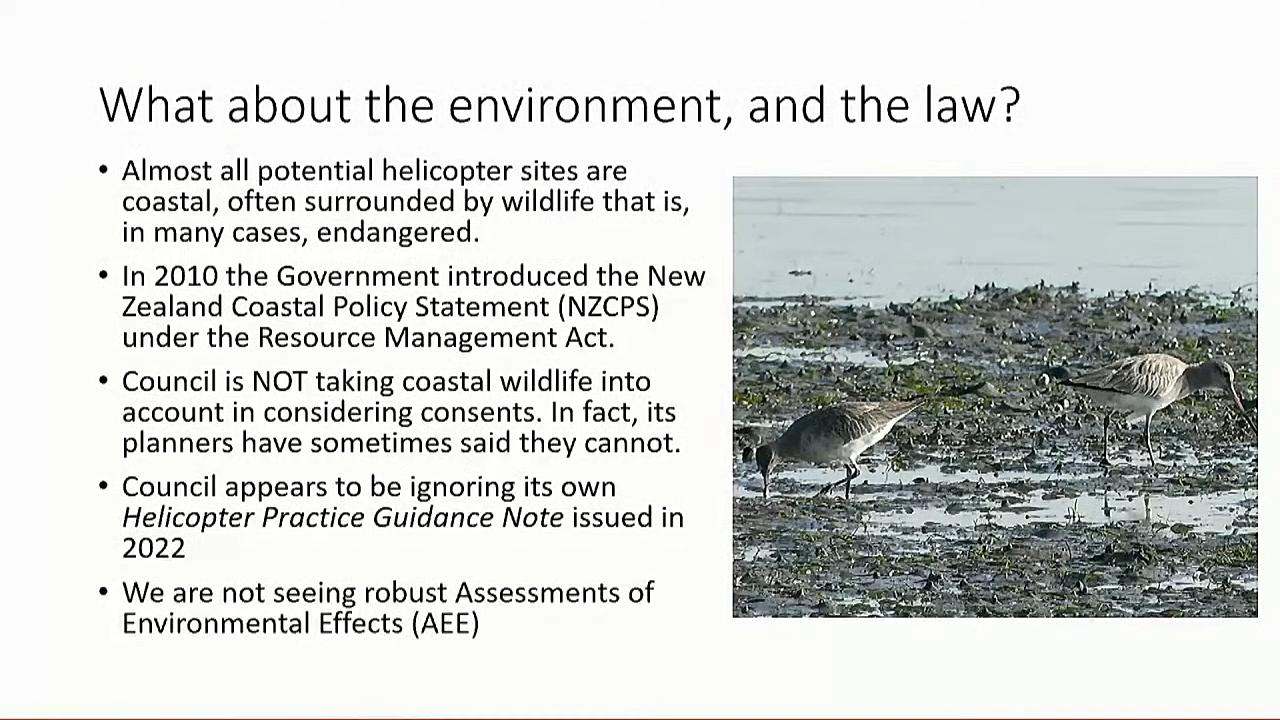 What about the environment, and the law?
• Almost all potential helicopter sites are
coastal, often surrounded by wildlife that is,
in many cases, endangered.
• In 2010 the Government introduced the New
Zealand Coastal Policy Statement (NZCPS)
under the Resource Management Act.
• Council is NOT taking coastal wildlife into
account in considering consents. In fact, its
planners have sometimes said they cannot.
• Council appears to be ignoring its own
Helicopter Practice Guidance Note issued in
2022
• We are not seeing robust Assessments of
Environmental Effects (AEE)